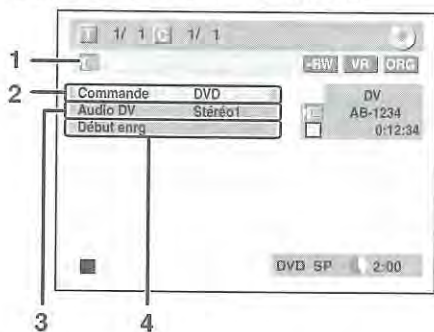 T 1/ 1 C 1/ 1
1
-RW VR ORG
2 Commande DVD DV
3 Audio DV Stéréo1 AB-1234
Début enrg 0:12:34
DVD SP 2:00
3 4